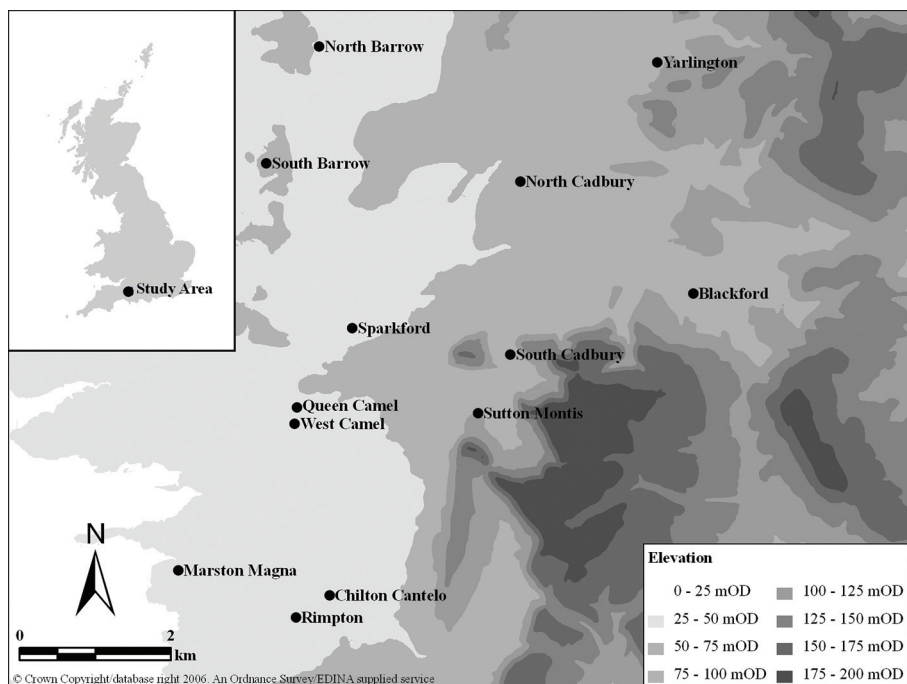 North Barrow
Yarlington
South Barrow
North Cadbury
Study Area
Blackford
Sparkford
South Cadbury
Queen Camel
Sutton Montis
West Camel
N
Marston Magna
Chilton Cantelo
Rimpton
0 2
km
Elevation
0 - 25 mOD
25 - 50 mOD
50 - 75 mOD
75 - 100 mOD
100 - 125 mOD
125 - 150 mOD
150 - 175 mOD
175 - 200 mOD
© Crown Copyright/database right 2006. An Ordnance Survey/EDINA supplied service